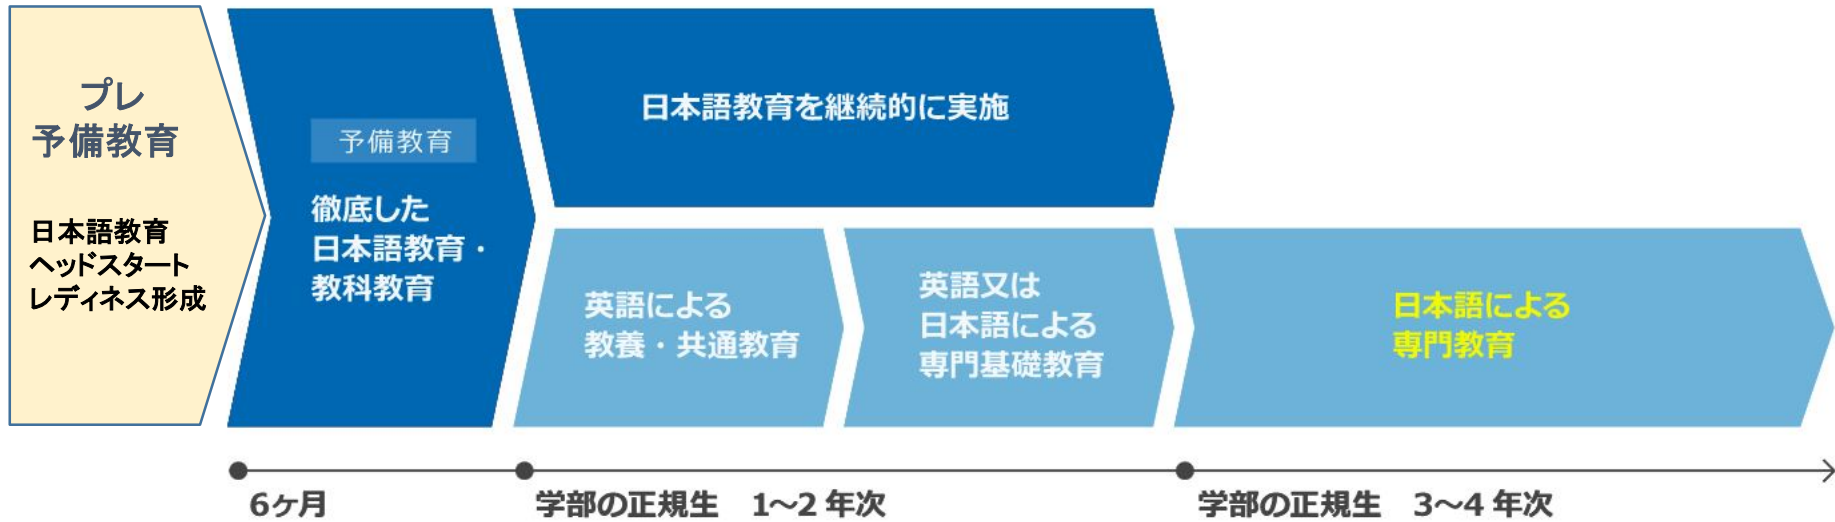 プレ
予備教育
日本語教育
ヘッドスタート
レディネス形成
予備教育
徹底した
日本語教育・
教科教育
日本語教育を継続的に実施
英語による
教養・共通教育
英語又は
日本語による
専門基礎教育
日本語による
専門教育
6ヶ月
学部の正規生 1～2 年次
学部の正規生 3～4 年次